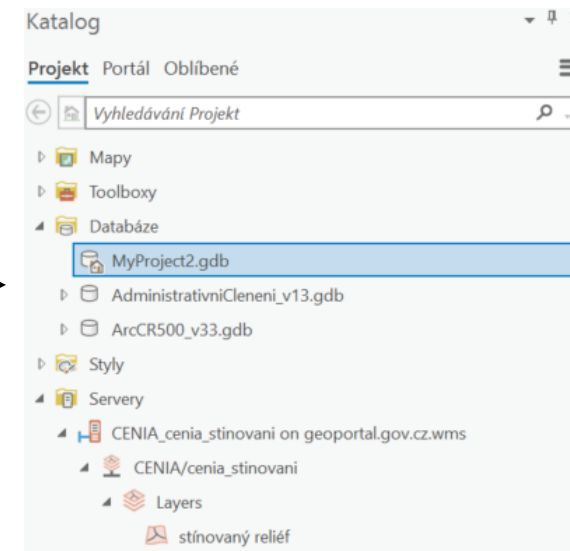 Katalog
Projekt Portál Oblíbené
Vyhledávání Projekt
Mapy
Toolboxy
Databáze
MyProject2.gdb
AdministrativniCleneni_v13.gdb
ArcCR500_v33.gdb
Styly
Servery
CENIA_cenia_stinovani on geoportal.gov.cz.wms
CENIA/cenia_stinovani
Layers
stínovaný reliéf